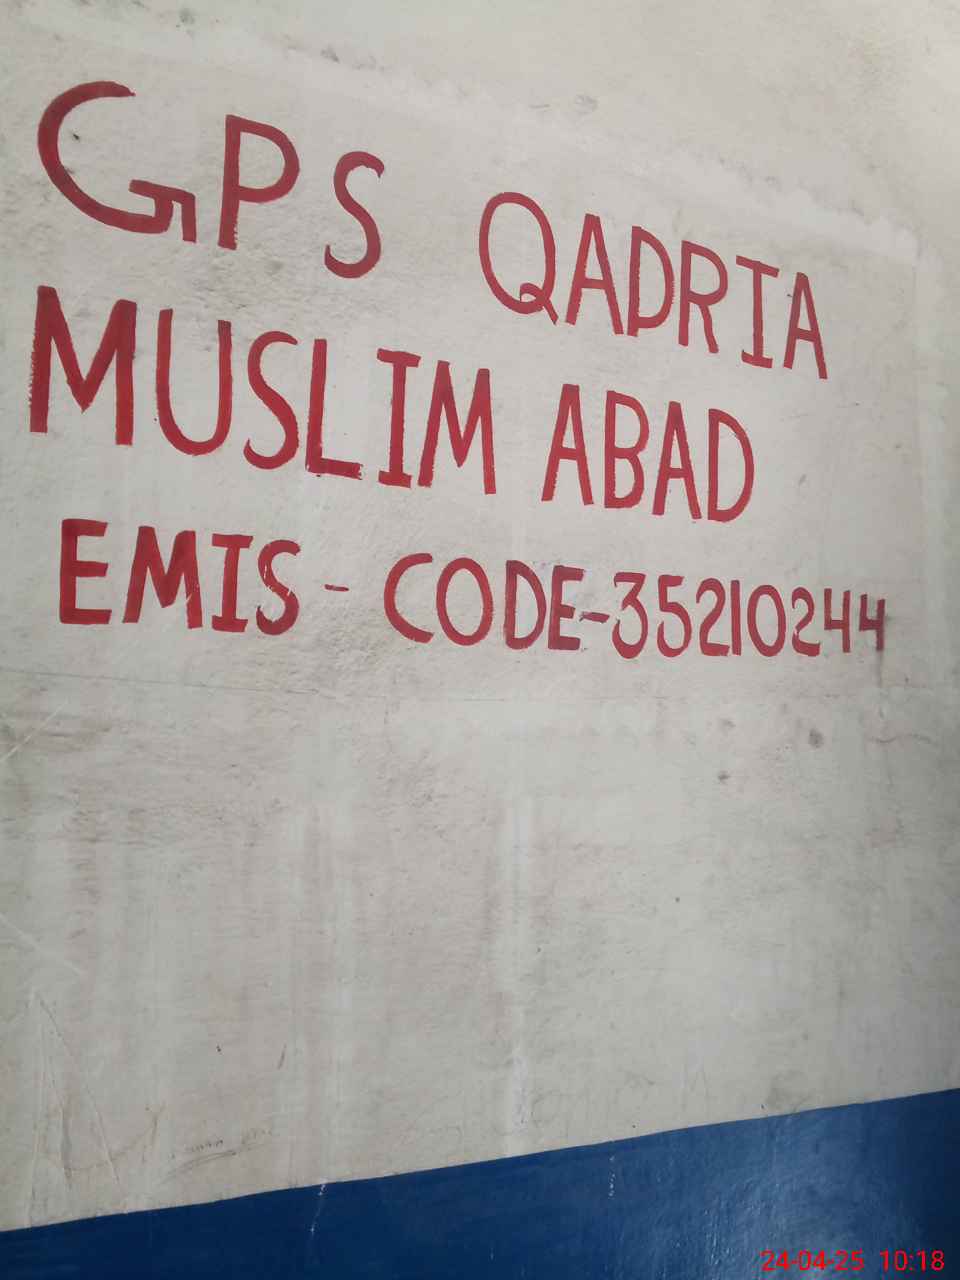 GPS QADRIA
MUSLIM ABAD
EMIS - CODE-35210244
24-04-25 10:18